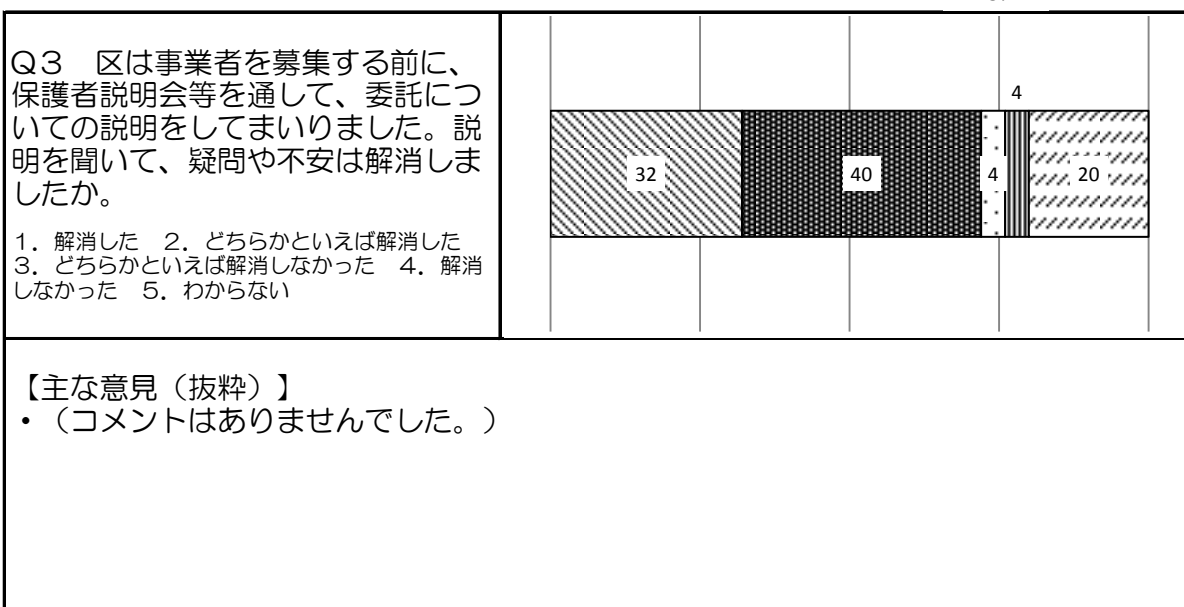 Q3　区は事業者を募集する前に、
保護者説明会等を通して、委託につ
いての説明をしてまいりました。説
明を聞いて、疑問や不安は解消しま
したか。
1．解消した　2．どちらかといえば解消した
3．どちらかといえば解消しなかった　4．解消
しなかった　5．わからない
4
32 40 4 20
【主な意見（抜粋）】
・（コメントはありませんでした。）